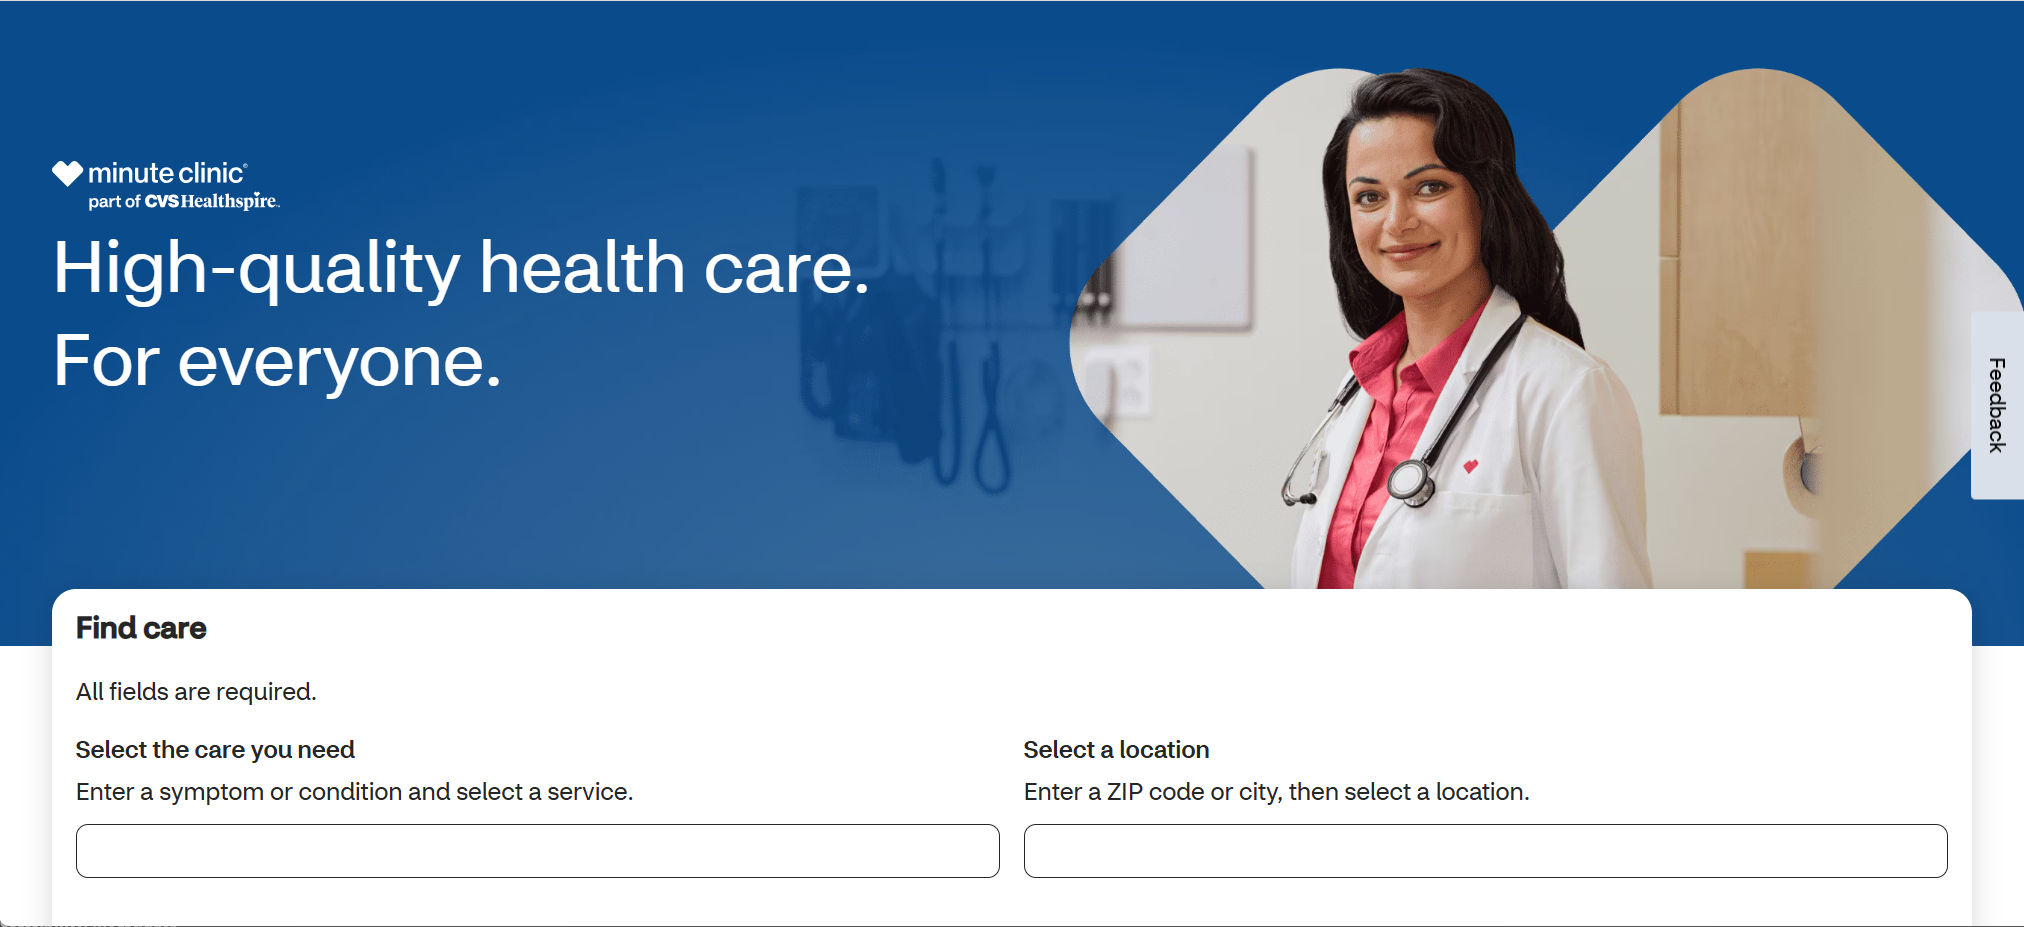 minute clinic®
part of CVS Healthspire™
High-quality health care.
For everyone.
Feedback
Find care
All fields are required.
Select the care you need
Enter a symptom or condition and select a service.
Select a location
Enter a ZIP code or city, then select a location.